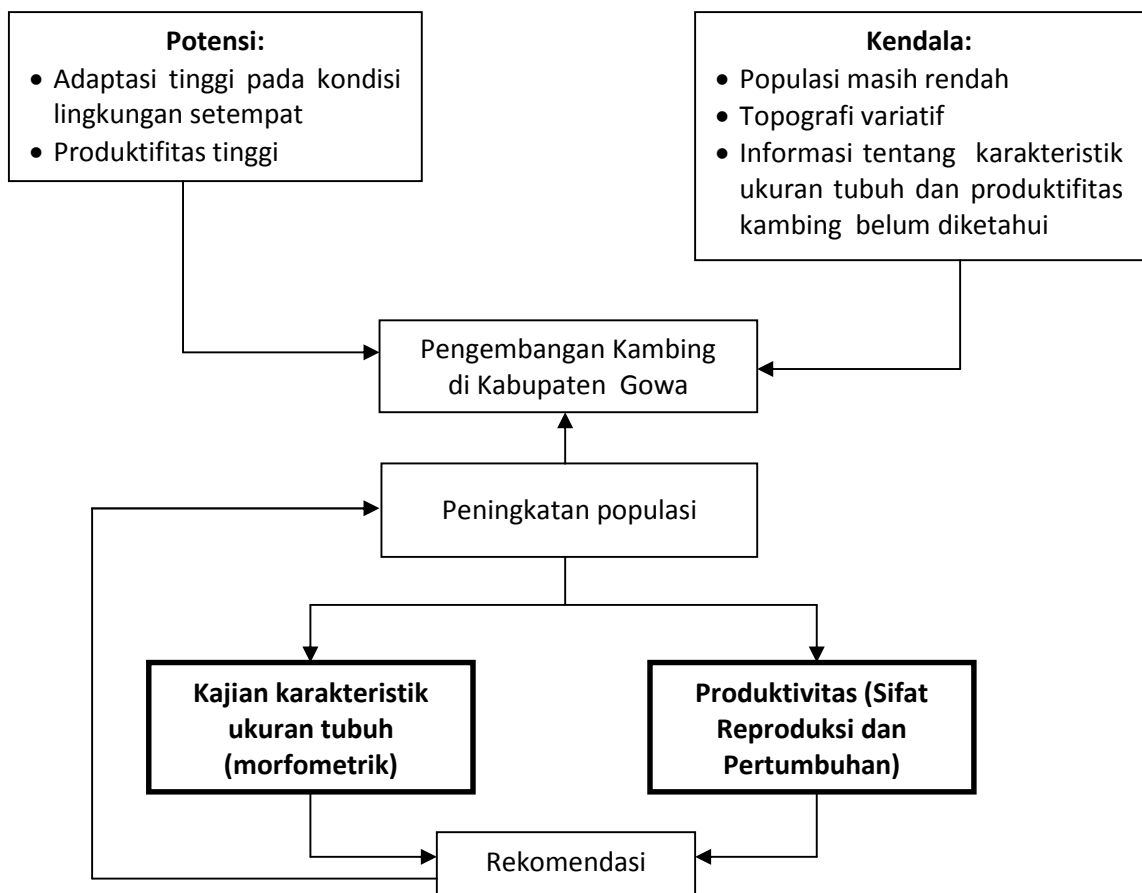 Potensi:
• Adaptasi tinggi pada kondisi
lingkungan setempat
• Produktifitas tinggi
Kendala:
• Populasi masih rendah
• Topografi variatif
• Informasi tentang karakteristik
ukuran tubuh dan produktifitas
kambing belum diketahui
Pengembangan Kambing
di Kabupaten Gowa
Peningkatan populasi
Kajian karakteristik
ukuran tubuh
(morfometrik)
Produktivitas (Sifat
Reproduksi dan
Pertumbuhan)
Rekomendasi